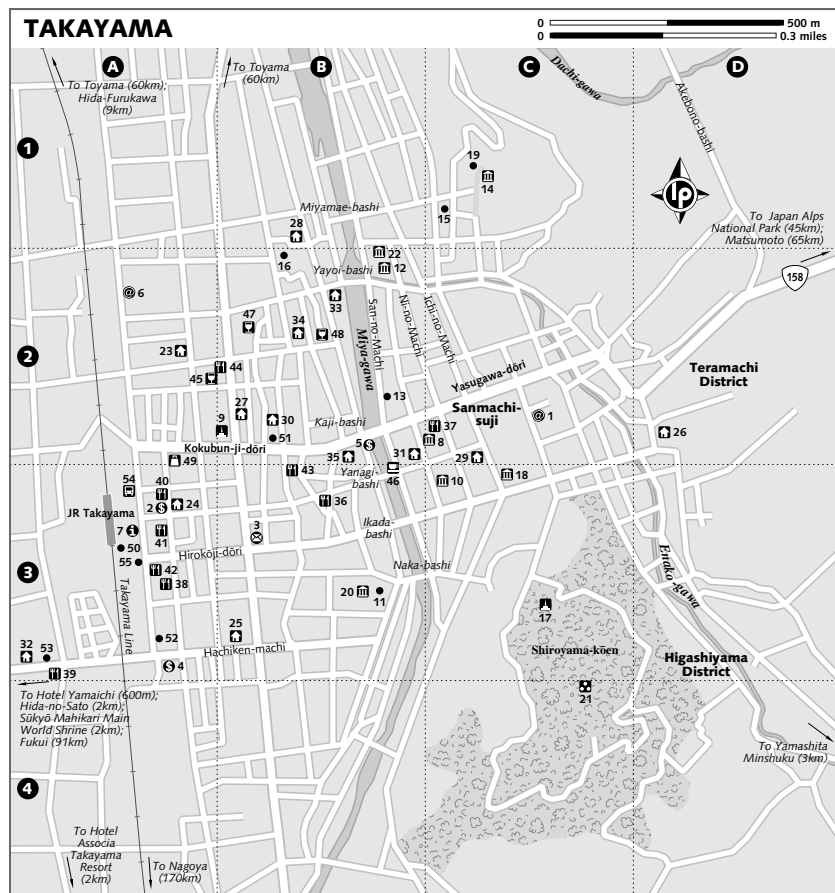 TAKAYAMA
0 500 m
0 0.3 miles
A
B
C
D
To Toyama (60km);
Hida-Furukawa
(9km)
To Toyama
(60km)
Dachi-gawa
Akebono-bashi
1
19
14
15
lp
Miyamae-bashi
28
To Japan Alps
National Park (45km);
Matsumoto (65km)
16
22
12
Yayoi-bashi
158
@ 6
33
47
34
48
San-no-Machi
Ni-no-Machi
Ichi-no-Machi
Miya-gawa
2
23
44
45
Yasugawa-dōri
Teramachi
District
13
27
9
30
51
Kaji-bashi
Sanmachi-
suji
@ 1
37
8
26
Kokubun-ji-dōri
5 $
35
31
29
49
43
Yanagi-
bashi
46
10
18
54
40
2 $
24
36
JR Takayama
7 i
50
41
3
Ikada-
bashi
Hirokōji-dōri
55
42
38
Naka-bashi
3
20
11
Enako-gawa
17
Takayama Line
52
25
Hachiken-machi
Shiroyama-kōen
Higashiyama
District
32
53
39
$ 4
21
To Hotel Yamaichi (600m);
Hida-no-Sato (2km);
Sūkyō Mahikari Main
World Shrine (2km);
Fukui (91km)
To Yamashita
Minshuku (3km)
4
To Hotel
Associa
Takayama
Resort
(2km)
To Nagoya
(170km)